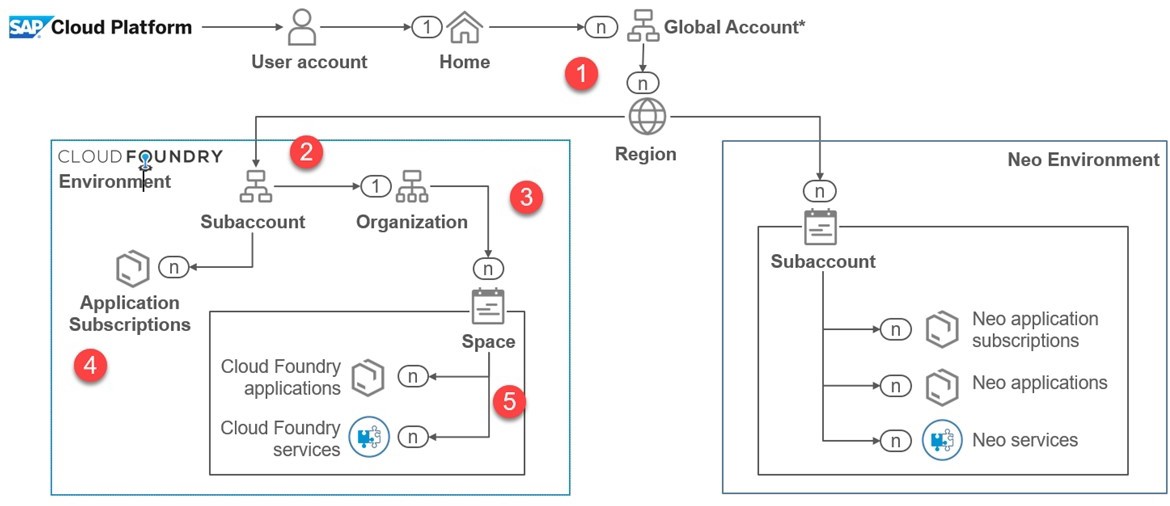 SAP Cloud Platform
User account
1
Home
n
Global Account*
1
n
Region
CLOUD FOUNDRY
Environment
2
Subaccount
1
Organization
3
n
Application
Subscriptions
4
n
Space
Cloud Foundry
applications
n
5
Cloud Foundry
services
n
Neo Environment
n
Subaccount
n
Neo application
subscriptions
n
Neo applications
n
Neo services